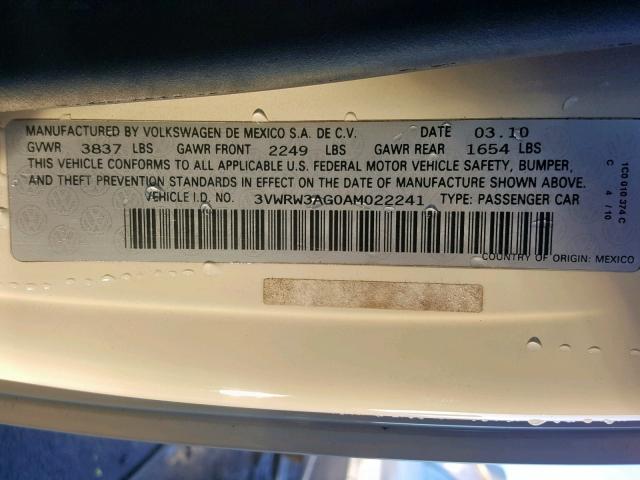 MANUFACTURED BY VOLKSWAGEN DE MEXICO S.A. DE C.V. DATE 03.10
GVWR 3837 LBS GAWR FRONT 2249 LBS GAWR REAR 1654 LBS
THIS VEHICLE CONFORMS TO ALL APPLICABLE U.S. FEDERAL MOTOR VEHICLE SAFETY, BUMPER,
AND THEFT PREVENTION STANDARDS IN EFFECT ON THE DATE OF MANUFACTURE SHOWN ABOVE.
VEHICLE I.D. NO. 3VWRW3AG0AM022241 TYPE: PASSENGER CAR
COUNTRY OF ORIGIN: MEXICO
1C0 010 374 C
C 4/10